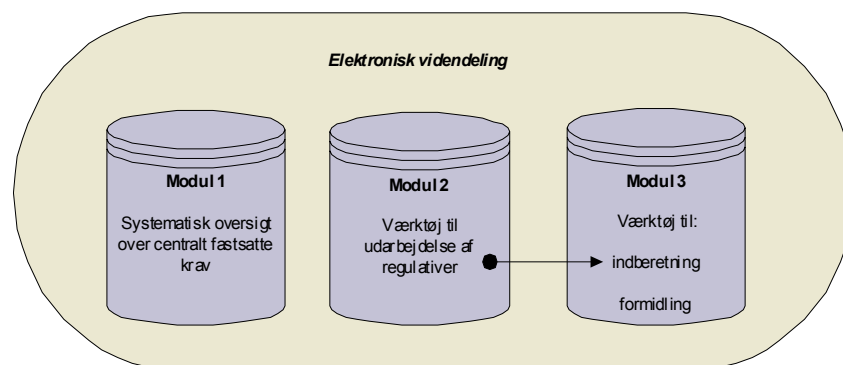 Elektronisk videndeling
Modul 1
Systematisk oversigt
over centralt fastsatte
krav
Modul 2
Værktøj til
udarbejdelse af
regulativer
Modul 3
Værktøj til:
indberetning
formidling